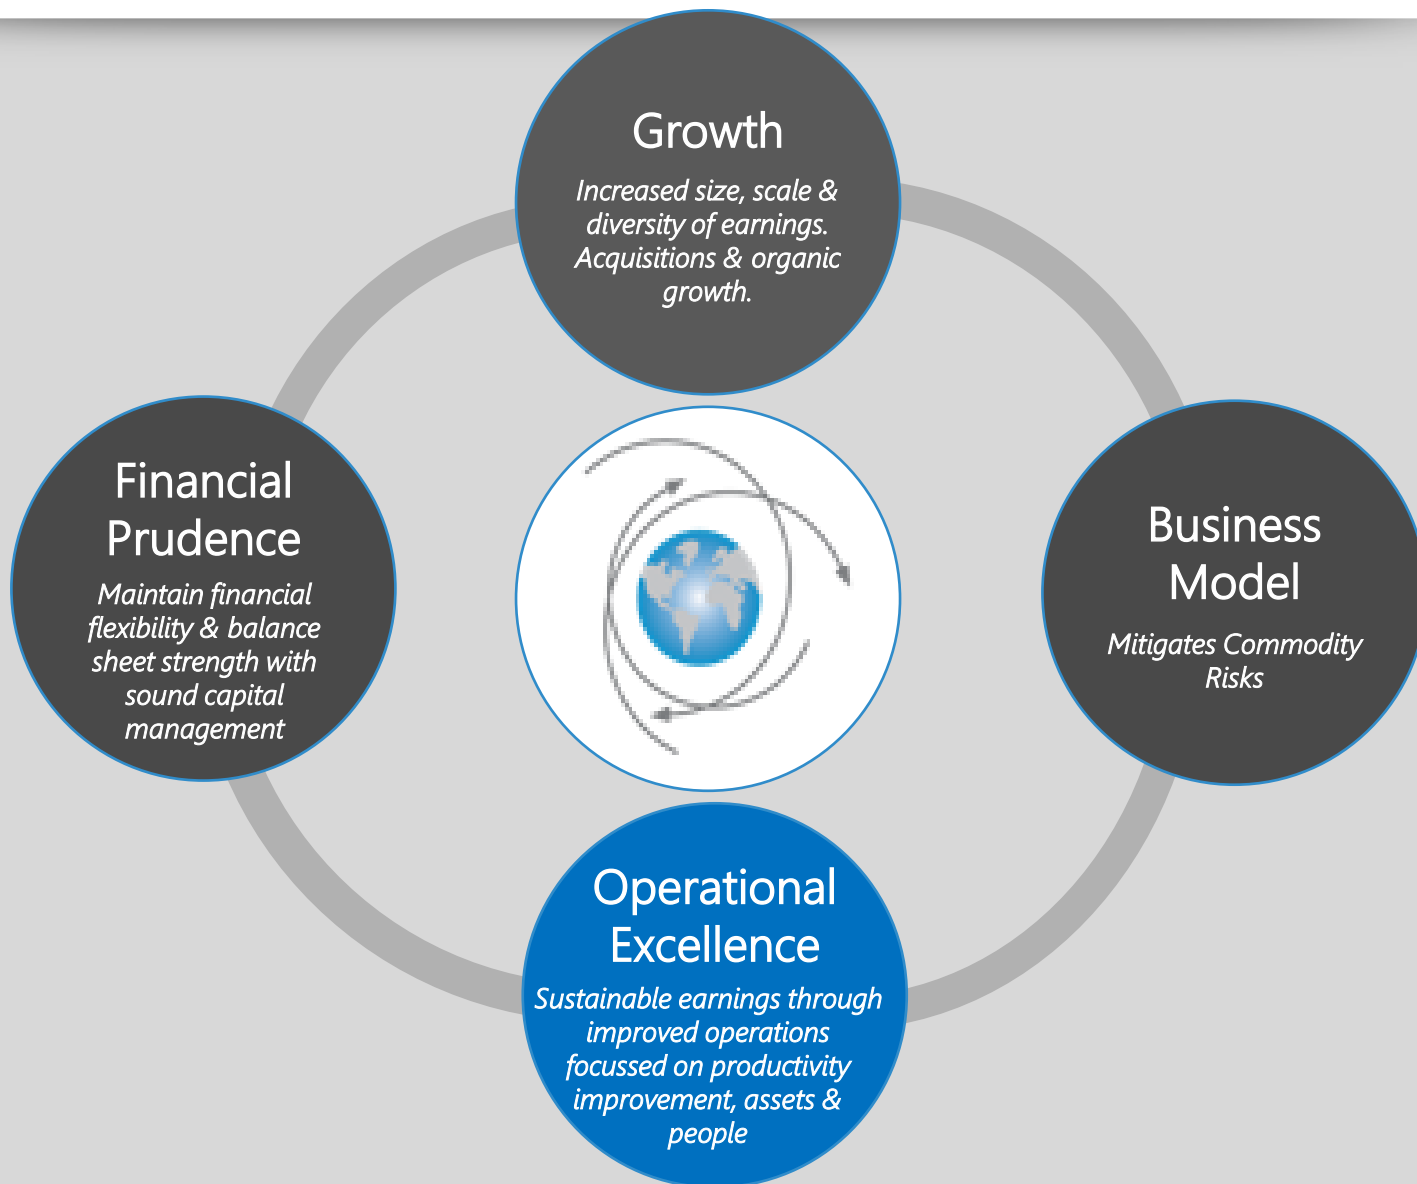 Growth
Increased size, scale &
diversity of earnings.
Acquisitions & organic
growth.
Financial
Prudence
Maintain financial
flexibility & balance
sheet strength with
sound capital
management
Business
Model
Mitigates Commodity
Risks
Operational
Excellence
Sustainable earnings through
improved operations
focussed on productivity
improvement, assets &
people